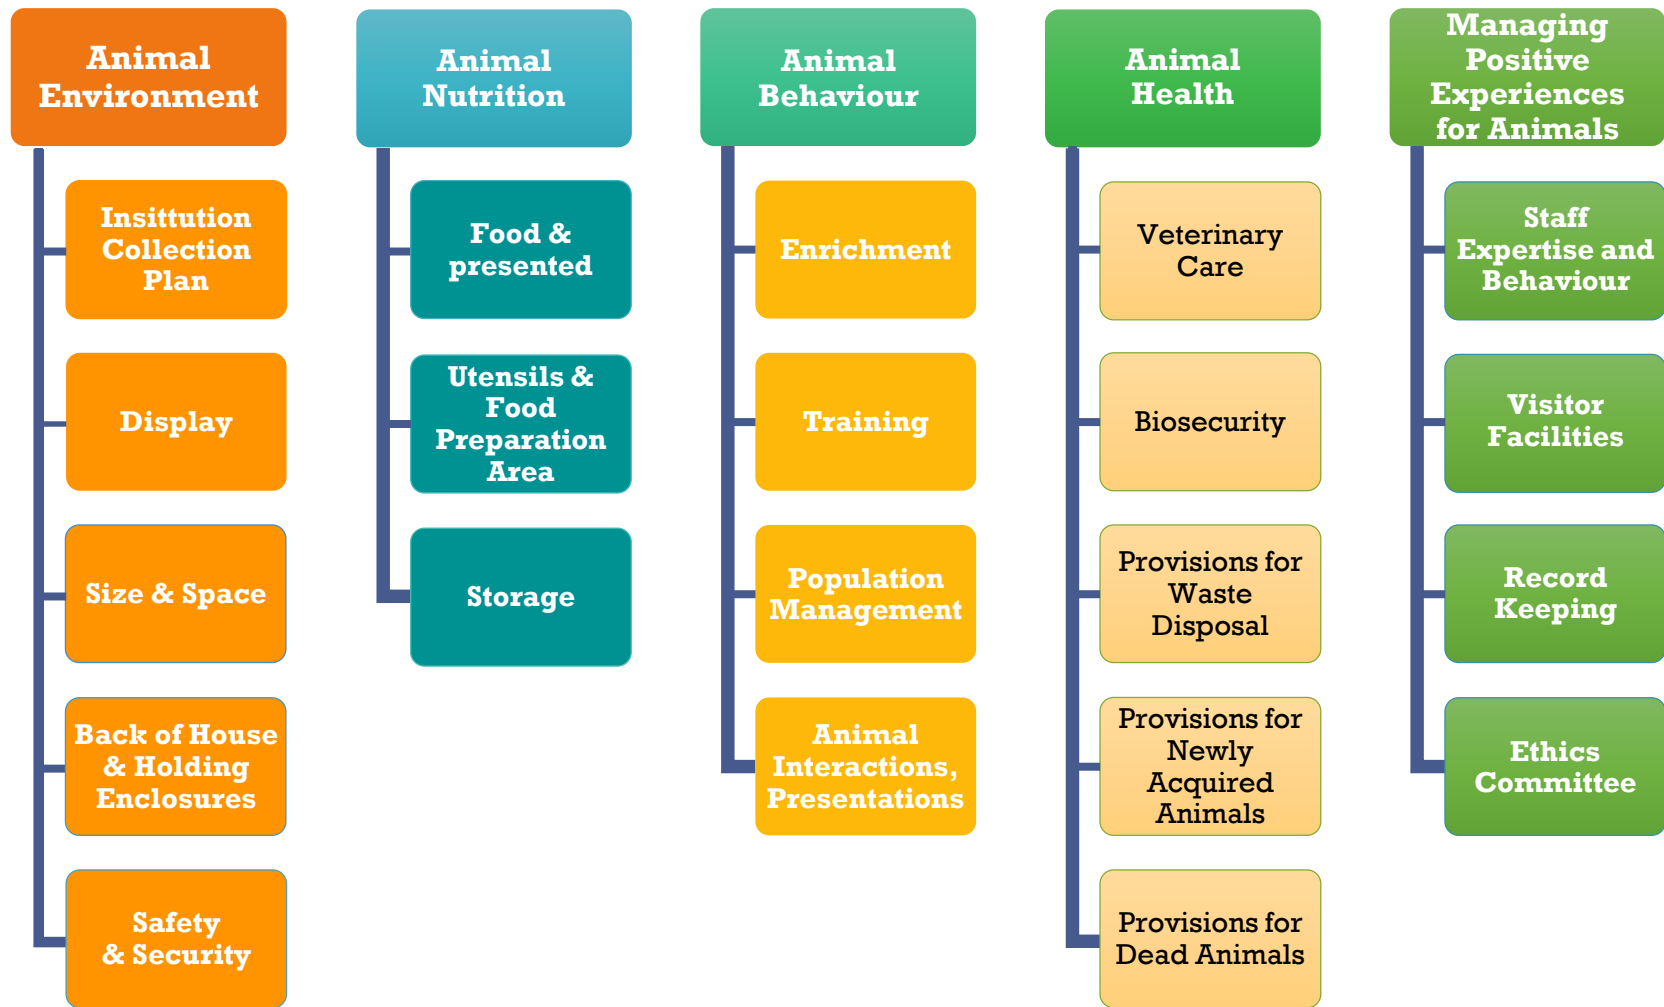 Animal
Environment
Insittution
Collection
Plan
Display
Size & Space
Back of House
& Holding
Enclosures
Safety
& Security
Animal
Nutrition
Food &
presented
Utensils &
Food
Preparation
Area
Storage
Animal
Behaviour
Enrichment
Training
Population
Management
Animal
Interactions,
Presentations
Animal
Health
Veterinary
Care
Biosecurity
Provisions for
Waste
Disposal
Provisions for
Newly
Acquired
Animals
Provisions for
Dead Animals
Managing
Positive
Experiences
for Animals
Staff
Expertise and
Behaviour
Visitor
Facilities
Record
Keeping
Ethics
Committee